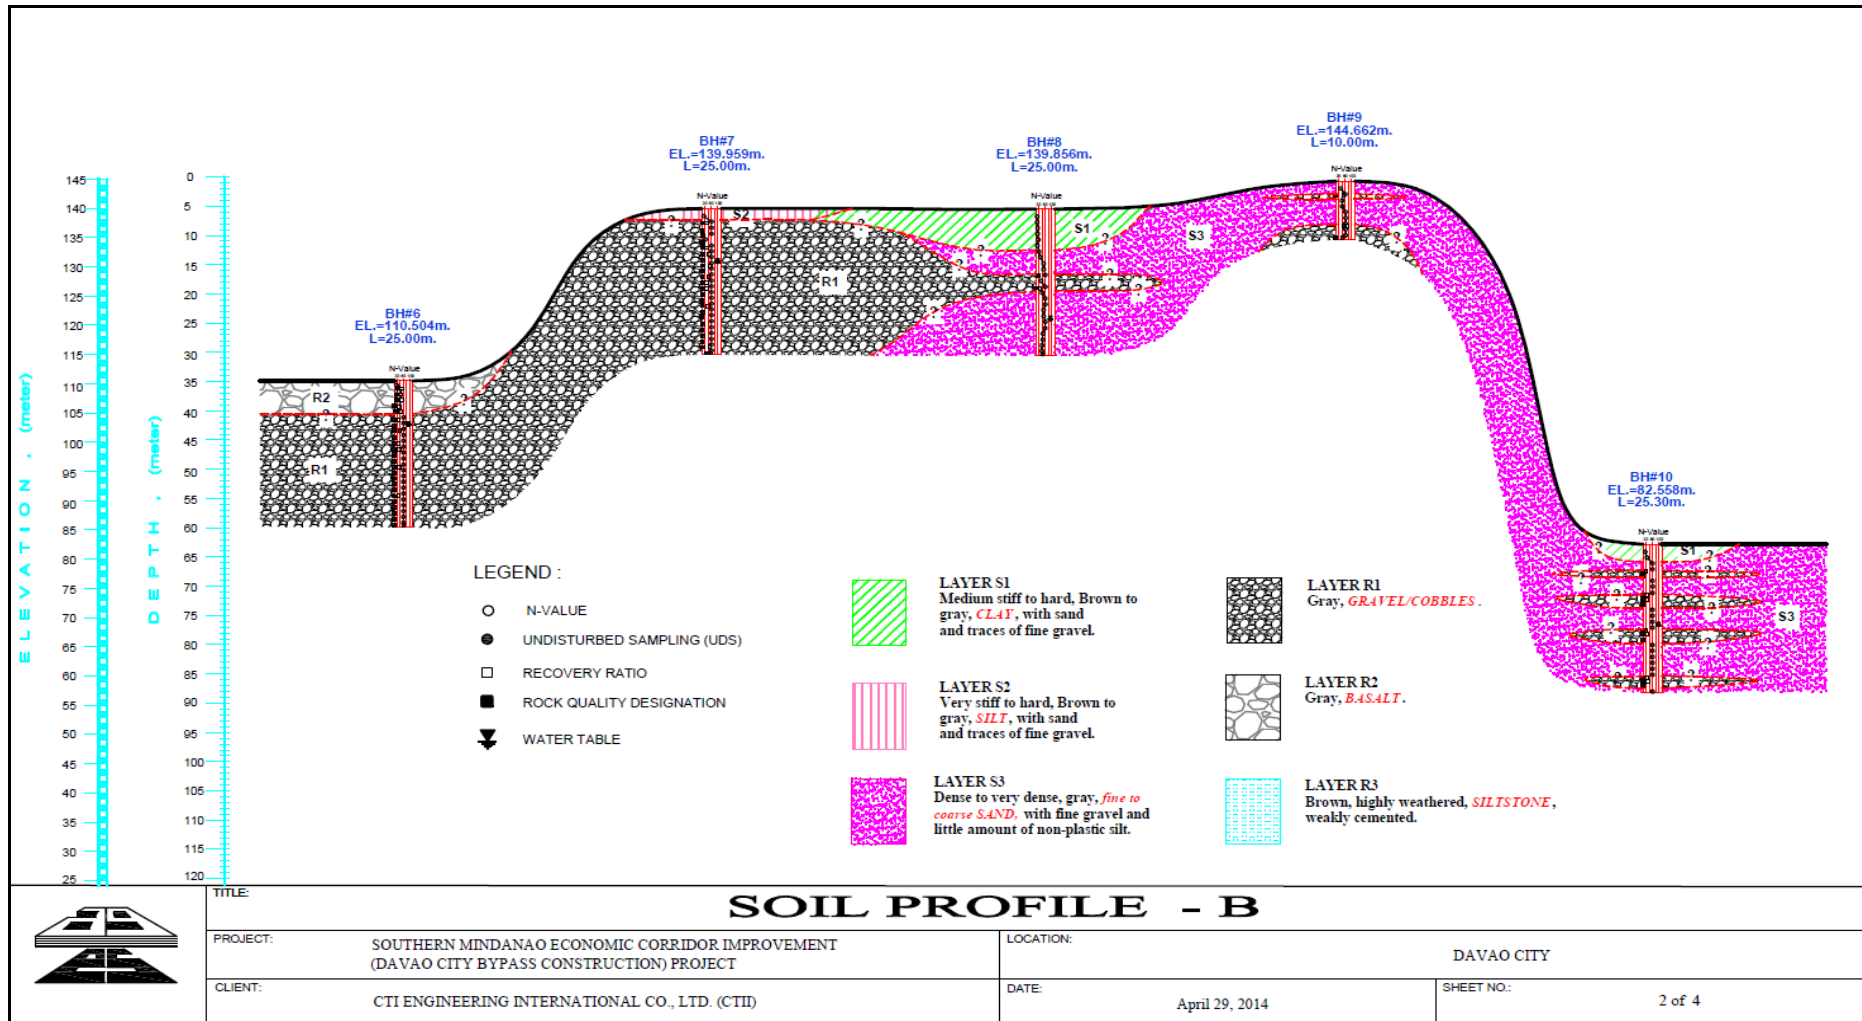 BH#9
EL.=144.662m.
L=10.00m.
N-Value
BH#7
EL.=139.959m.
L=25.00m.
N-Value
BH#8
EL.=139.856m.
L=25.00m.
N-Value
BH#6
EL.=110.504m.
L=25.00m.
N-Value
BH#10
EL.=82.558m.
L=25.30m.
N-Value
ELEVATION , (meter)
145
140
135
130
125
120
115
110
105
100
95
90
85
80
75
70
65
60
55
50
45
40
35
30
25
DEPTH , (meter)
0
5
10
15
20
25
30
35
40
45
50
55
60
65
70
75
80
85
90
95
100
105
110
115
120
S2
S1
S3
R1
R2
R1
S1
S3
LEGEND :
N-VALUE
UNDISTURBED SAMPLING (UDS)
RECOVERY RATIO
ROCK QUALITY DESIGNATION
WATER TABLE
LAYER S1
Medium stiff to hard, Brown to
gray, CLAY, with sand
and traces of fine gravel.
LAYER S2
Very stiff to hard, Brown to
gray, SILT, with sand
and traces of fine gravel.
LAYER S3
Dense to very dense, gray, fine to
coarse SAND, with fine gravel and
little amount of non-plastic silt.
LAYER R1
Gray, GRAVEL/COBBLES .
LAYER R2
Gray, BASALT .
LAYER R3
Brown, highly weathered, SILTSTONE ,
weakly cemented.
TITLE:
SOIL PROFILE - B
PROJECT:
SOUTHERN MINDANAO ECONOMIC CORRIDOR IMPROVEMENT
(DAVAO CITY BYPASS CONSTRUCTION) PROJECT
LOCATION:
DAVAO CITY
CLIENT:
CTI ENGINEERING INTERNATIONAL CO., LTD. (CTII)
DATE:
April 29, 2014
SHEET NO.:
2 of 4